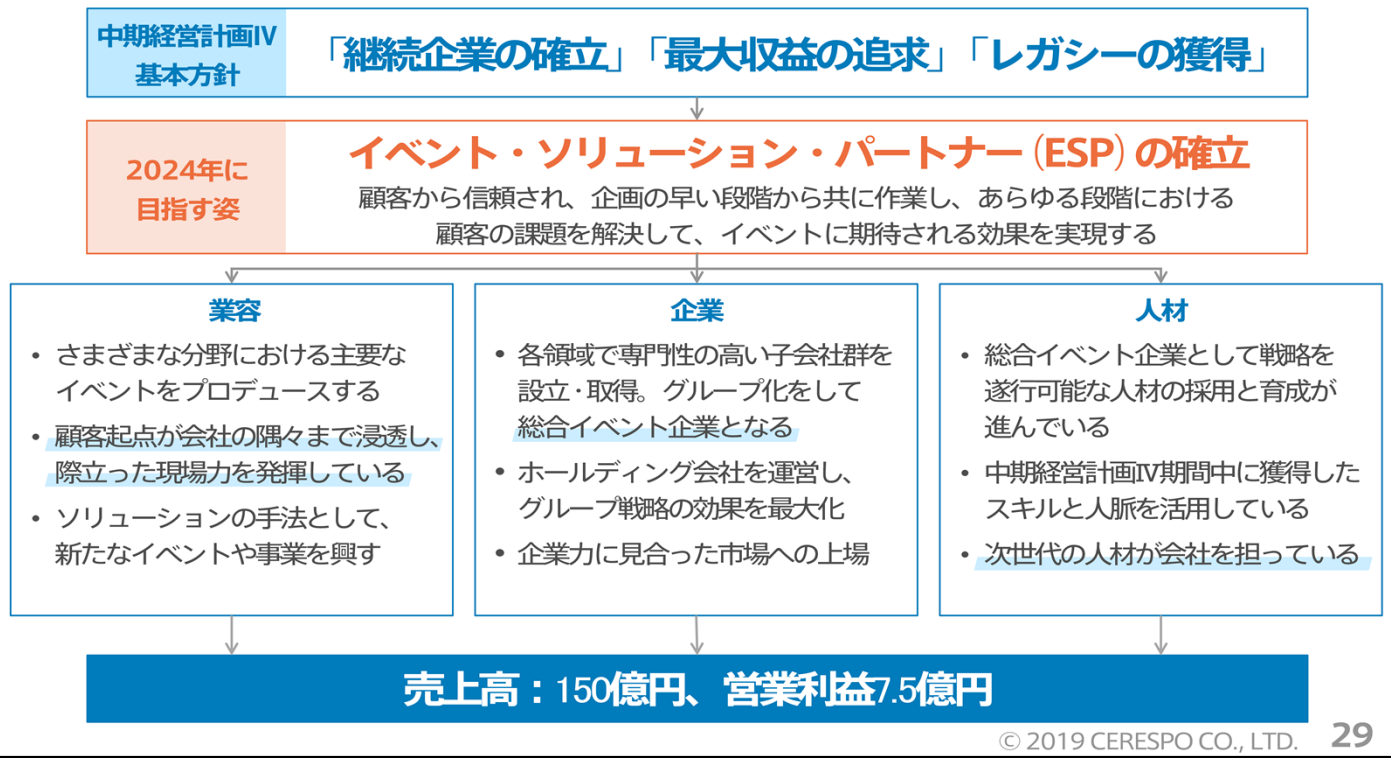 中期経営計画Ⅳ
基本方針
「継続企業の確立」「最大収益の追求」「レガシーの獲得」
2024年に
目指す姿
イベント・ソリューション・パートナー(ESP)の確立
顧客から信頼され、企画の早い段階から共に作業し、あらゆる段階における
顧客の課題を解決して、イベントに期待される効果を実現する
業容
• さまざまな分野における主要な
イベントをプロデュースする
• 顧客起点が会社の隅々まで浸透し、
際立った現場力を発揮している
• ソリューションの手法として、
新たなイベントや事業を興す
企業
• 各領域で専門性の高い子会社群を
設立・取得。グループ化をして
総合イベント企業となる
• ホールディング会社を運営し、
グループ戦略の効果を最大化
• 企業力に見合った市場への上場
人材
• 総合イベント企業として戦略を
遂行可能な人材の採用と育成が
進んでいる
• 中期経営計画Ⅳ期間中に獲得した
スキルと人脈を活用している
• 次世代の人材が会社を担っている
売上高：150億円、営業利益7.5億円
© 2019 CERESPO CO., LTD.
29